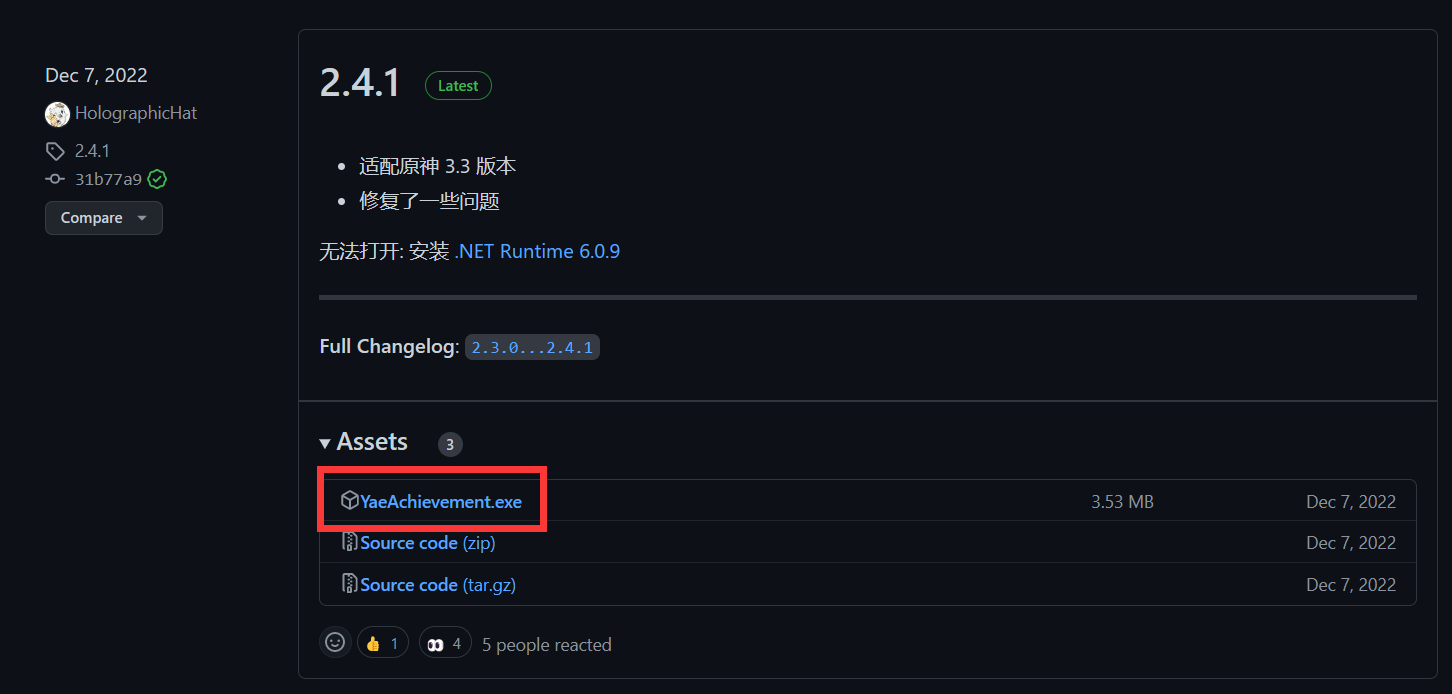 Dec 7, 2022
HolographicHat
2.4.1
31b77a9
Compare
2.4.1 Latest
适配原神 3.3 版本
修复了一些问题
无法打开: 安装 .NET Runtime 6.0.9
Full Changelog: 2.3.0...2.4.1
Assets 3
YaeAchievement.exe 3.53 MB Dec 7, 2022
Source code (zip) Dec 7, 2022
Source code (tar.gz) Dec 7, 2022
👍 1 👀 4 5 people reacted